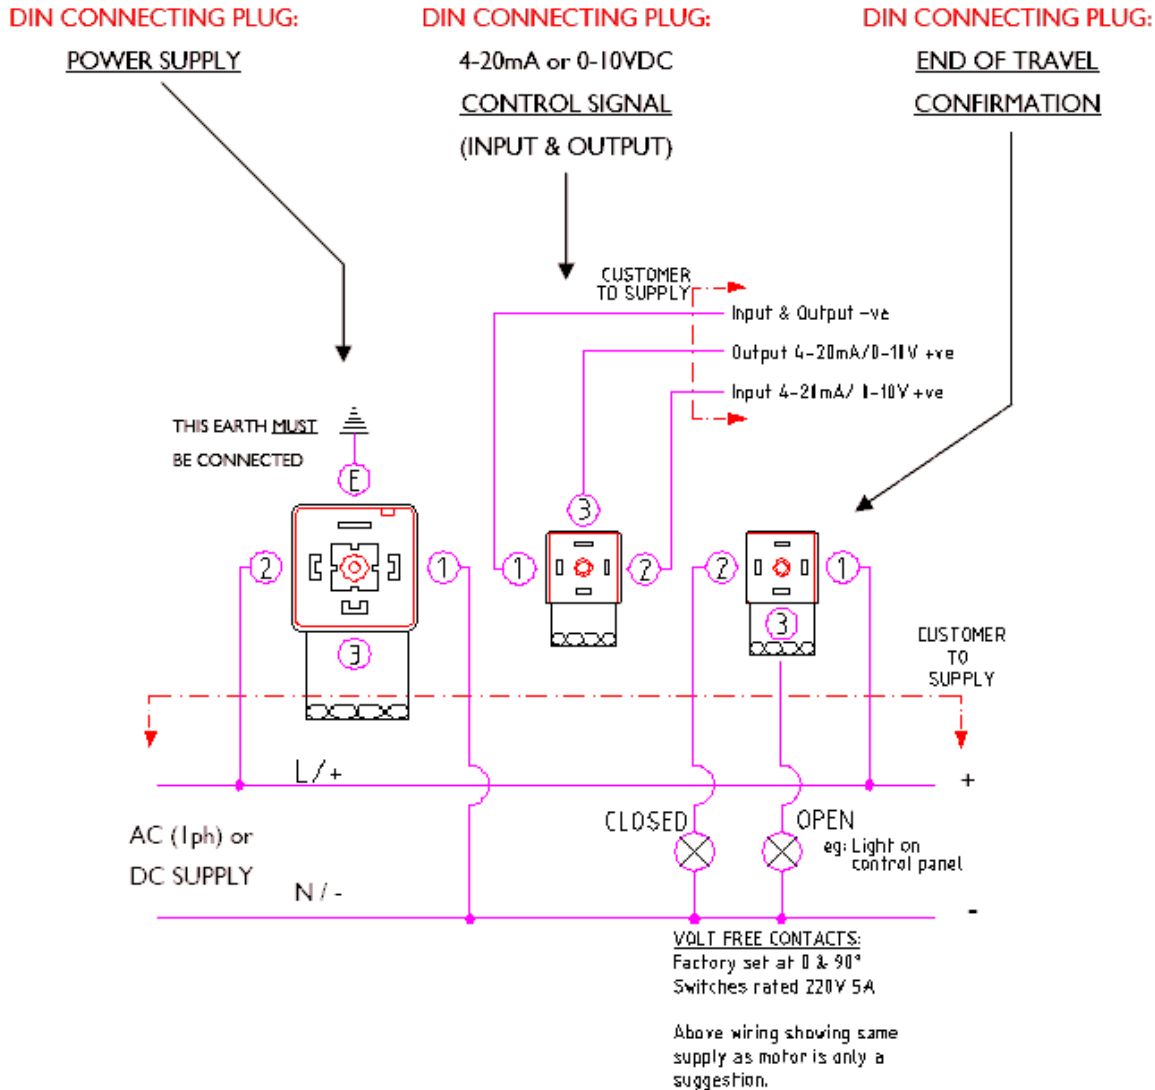 DIN CONNECTING PLUG:
POWER SUPPLY
DIN CONNECTING PLUG:
4-20mA or 0-10VDC
CONTROL SIGNAL
(INPUT & OUTPUT)
DIN CONNECTING PLUG:
END OF TRAVEL
CONFIRMATION
CUSTOMER
TO SUPPLY
Input & Output -ve
Output 4-20mA/0-10V +ve
Input 4-20mA/ 0-10V +ve
THIS EARTH MUST
BE CONNECTED
E
2
1
3
3
1
2
2
1
3
CUSTOMER
TO
SUPPLY
L/+
+
AC (1ph) or
DC SUPPLY
N/-
-
CLOSED
OPEN
eg: Light on
control panel
VOLT FREE CONTACTS:
Factory set at 0 & 90°
Switches rated 220V 5A
Above wiring showing same
supply as motor is only a
suggestion.